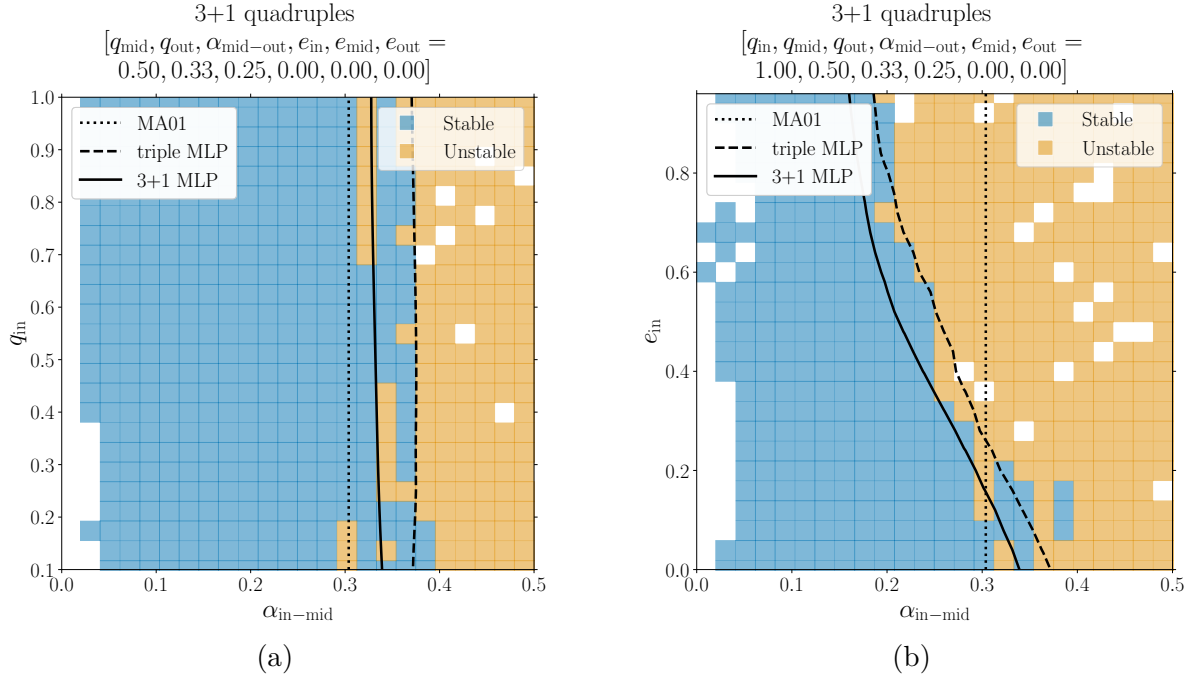 3+1 quadruples
[q_mid, q_out, α_mid−out, e_in, e_mid, e_out =
0.50, 0.33, 0.25, 0.00, 0.00, 0.00]
MA01
triple MLP
3+1 MLP
Stable
Unstable
1.0
0.9
0.8
0.7
0.6
0.5
0.4
0.3
0.2
0.1
q_in
0.0
0.1
0.2
0.3
0.4
0.5
α_in−mid
(a)
3+1 quadruples
[q_in, q_mid, q_out, α_mid−out, e_mid, e_out =
1.00, 0.50, 0.33, 0.25, 0.00, 0.00]
MA01
triple MLP
3+1 MLP
Stable
Unstable
0.8
0.6
0.4
0.2
0.0
e_in
0.0
0.1
0.2
0.3
0.4
0.5
α_in−mid
(b)